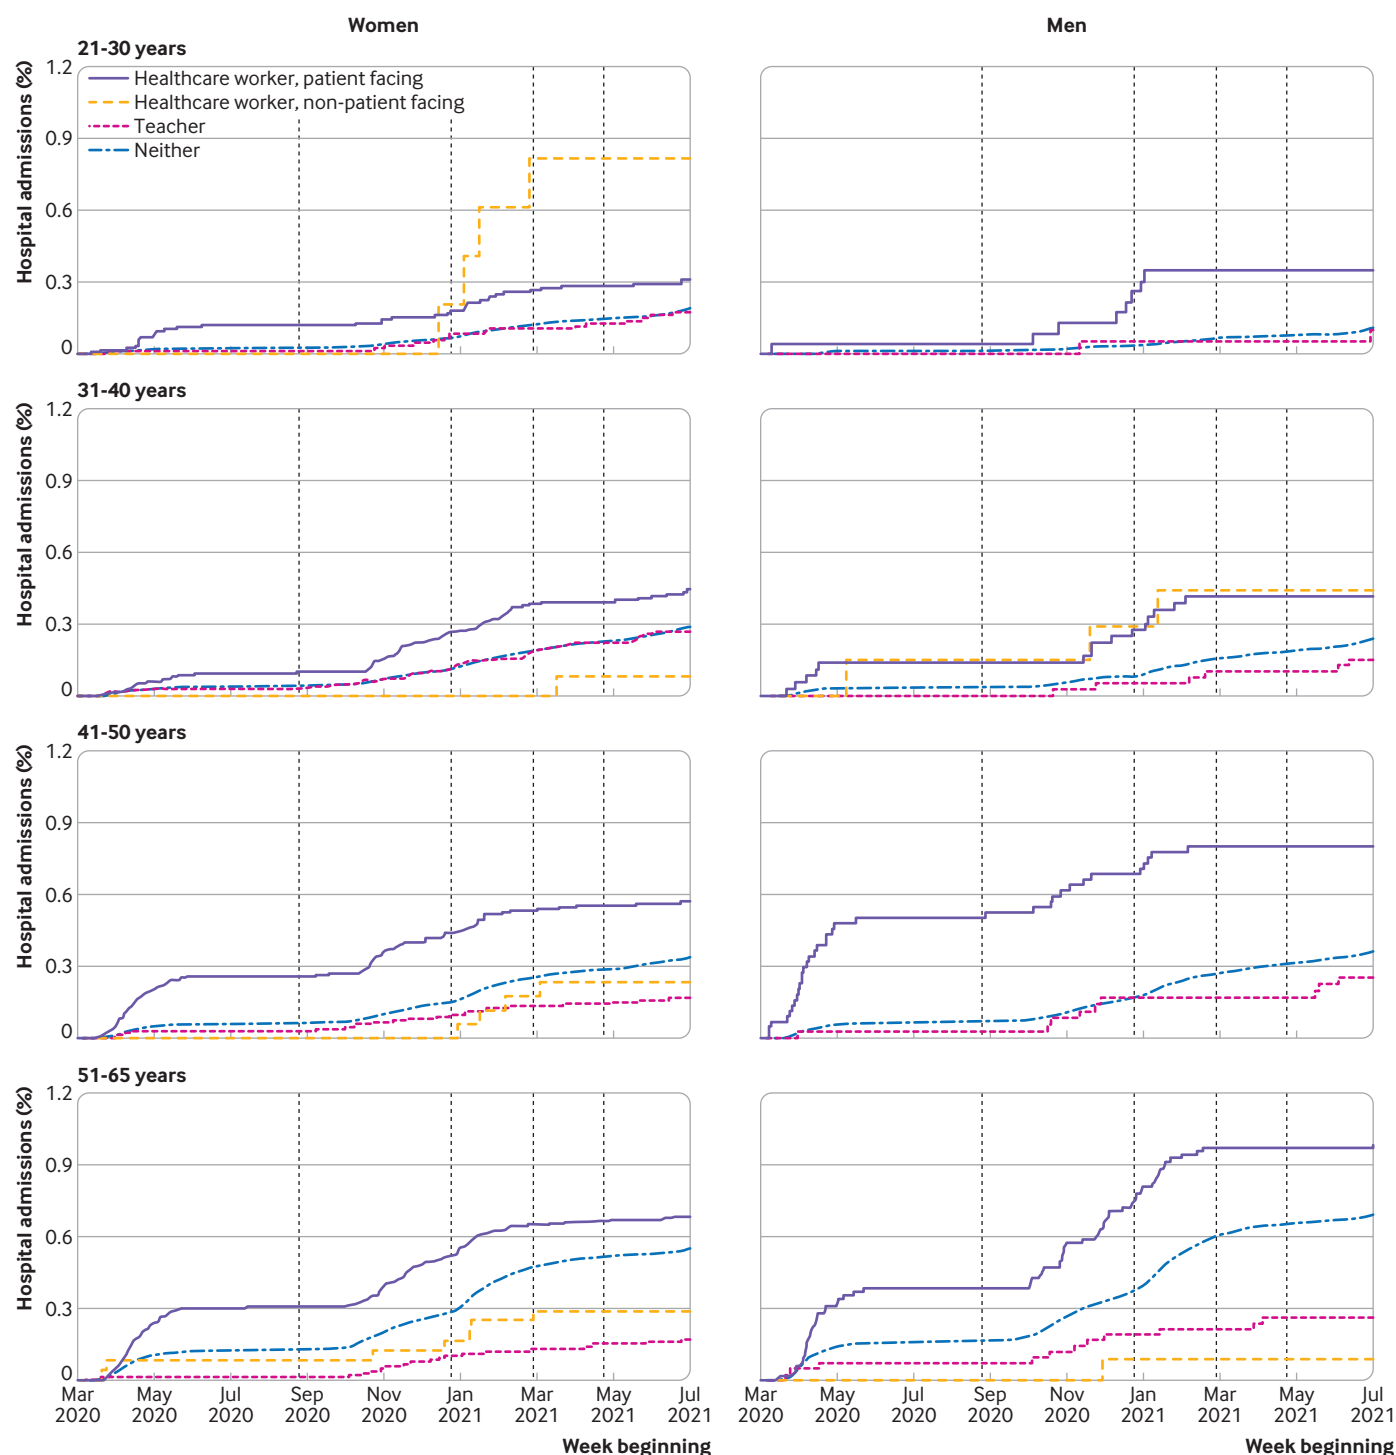 Women
Men
21-30 years
Hospital admissions (%)
1.2
0.9
0.6
0.3
0
Healthcare worker, patient facing
Healthcare worker, non-patient facing
Teacher
Neither
31-40 years
Hospital admissions (%)
1.2
0.9
0.6
0.3
0
41-50 years
Hospital admissions (%)
1.2
0.9
0.6
0.3
0
51-65 years
Hospital admissions (%)
1.2
0.9
0.6
0.3
0
Mar May Jul Sep Nov Jan Mar May Jul
2020 2020 2020 2020 2020 2021 2021 2021 2021
Week beginning
Mar May Jul Sep Nov Jan Mar May Jul
2020 2020 2020 2020 2020 2021 2021 2021 2021
Week beginning